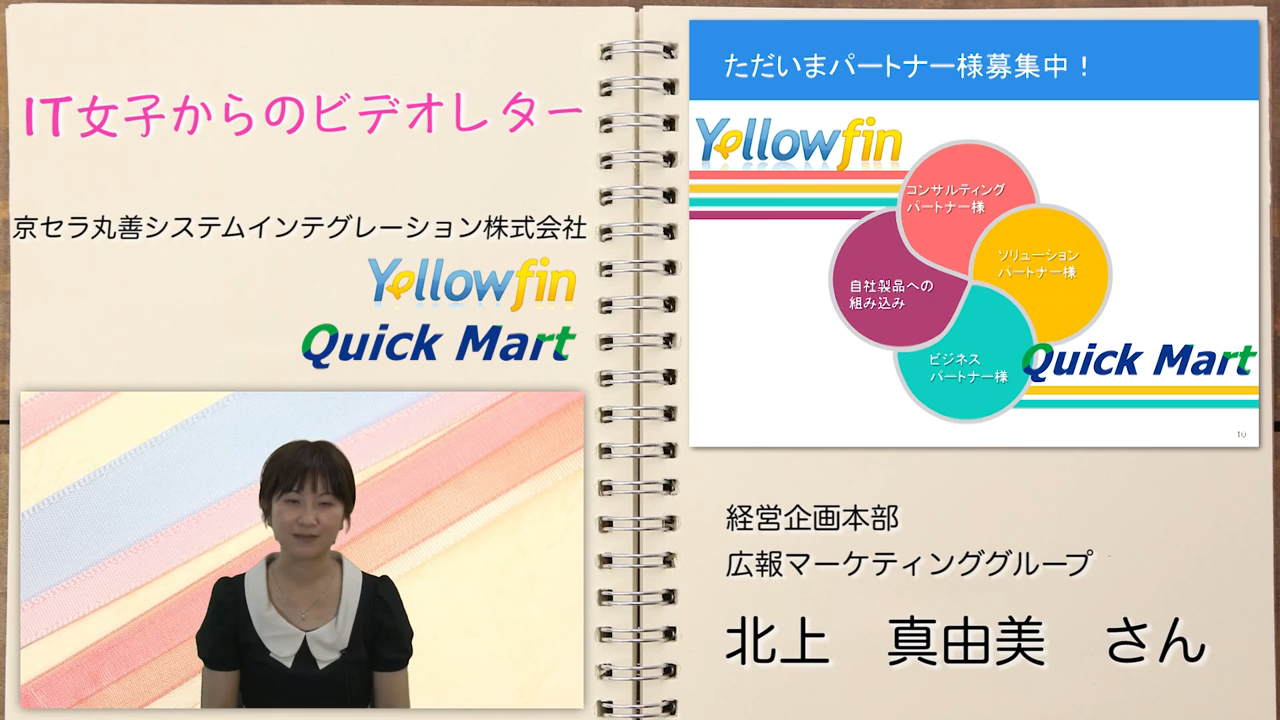 IT女子からのビデオレター
京セラ丸善システムインテグレーション株式会社
Yellowfin
Quick Mart
ただいまパートナー様募集中!
Yellowfin
コンサルティング
パートナー様
ソリューション
パートナー様
自社製品への
組み込み
ビジネス
パートナー様
Quick Mart
10
経営企画本部
広報マーケティンググループ
北上 真由美 さん